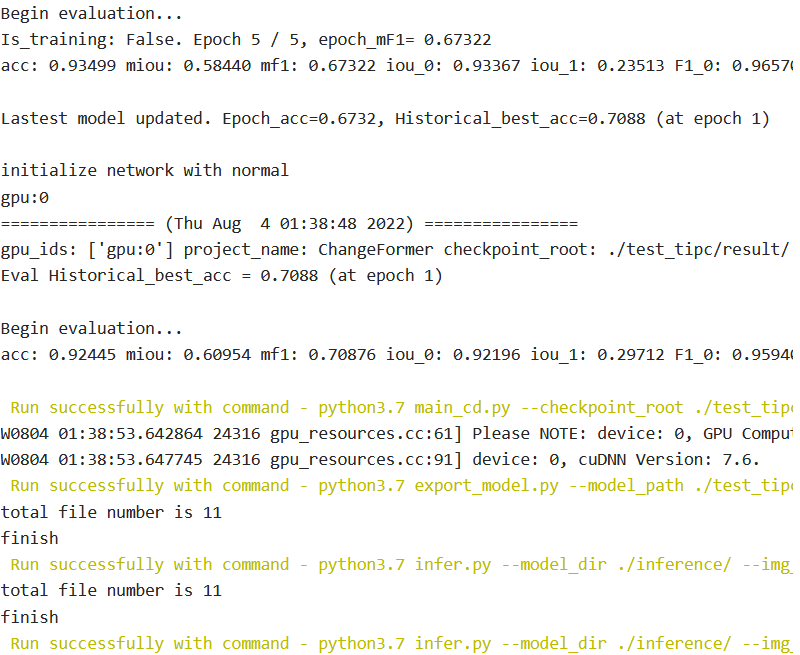 Begin evaluation...
Is_training: False. Epoch 5 / 5, epoch_mF1= 0.67322
acc: 0.93499 miou: 0.58440 mf1: 0.67322 iou_0: 0.93367 iou_1: 0.23513 F1_0: 0.9657
Lastest model updated. Epoch_acc=0.6732, Historical_best_acc=0.7088 (at epoch 1)
initialize network with normal
gpu:0
================ (Thu Aug  4 01:38:48 2022) ================
gpu_ids: ['gpu:0'] project_name: ChangeFormer checkpoint_root: ./test_tipc/result/
Eval Historical_best_acc = 0.7088 (at epoch 1)
Begin evaluation...
acc: 0.92445 miou: 0.60954 mf1: 0.70876 iou_0: 0.92196 iou_1: 0.29712 F1_0: 0.9594
Run successfully with command - python3.7 main_cd.py --checkpoint_root ./test_tip
W0804 01:38:53.642864 24316 gpu_resources.cc:61] Please NOTE: device: 0, GPU Comput
W0804 01:38:53.647745 24316 gpu_resources.cc:91] device: 0, cuDNN Version: 7.6.
Run successfully with command - python3.7 export_model.py --model_path ./test_tip
total file number is 11
finish
Run successfully with command - python3.7 infer.py --model_dir ./inference/ --img_
total file number is 11
finish
Run successfully with command - python3.7 infer.py --model_dir ./inference/ --img_